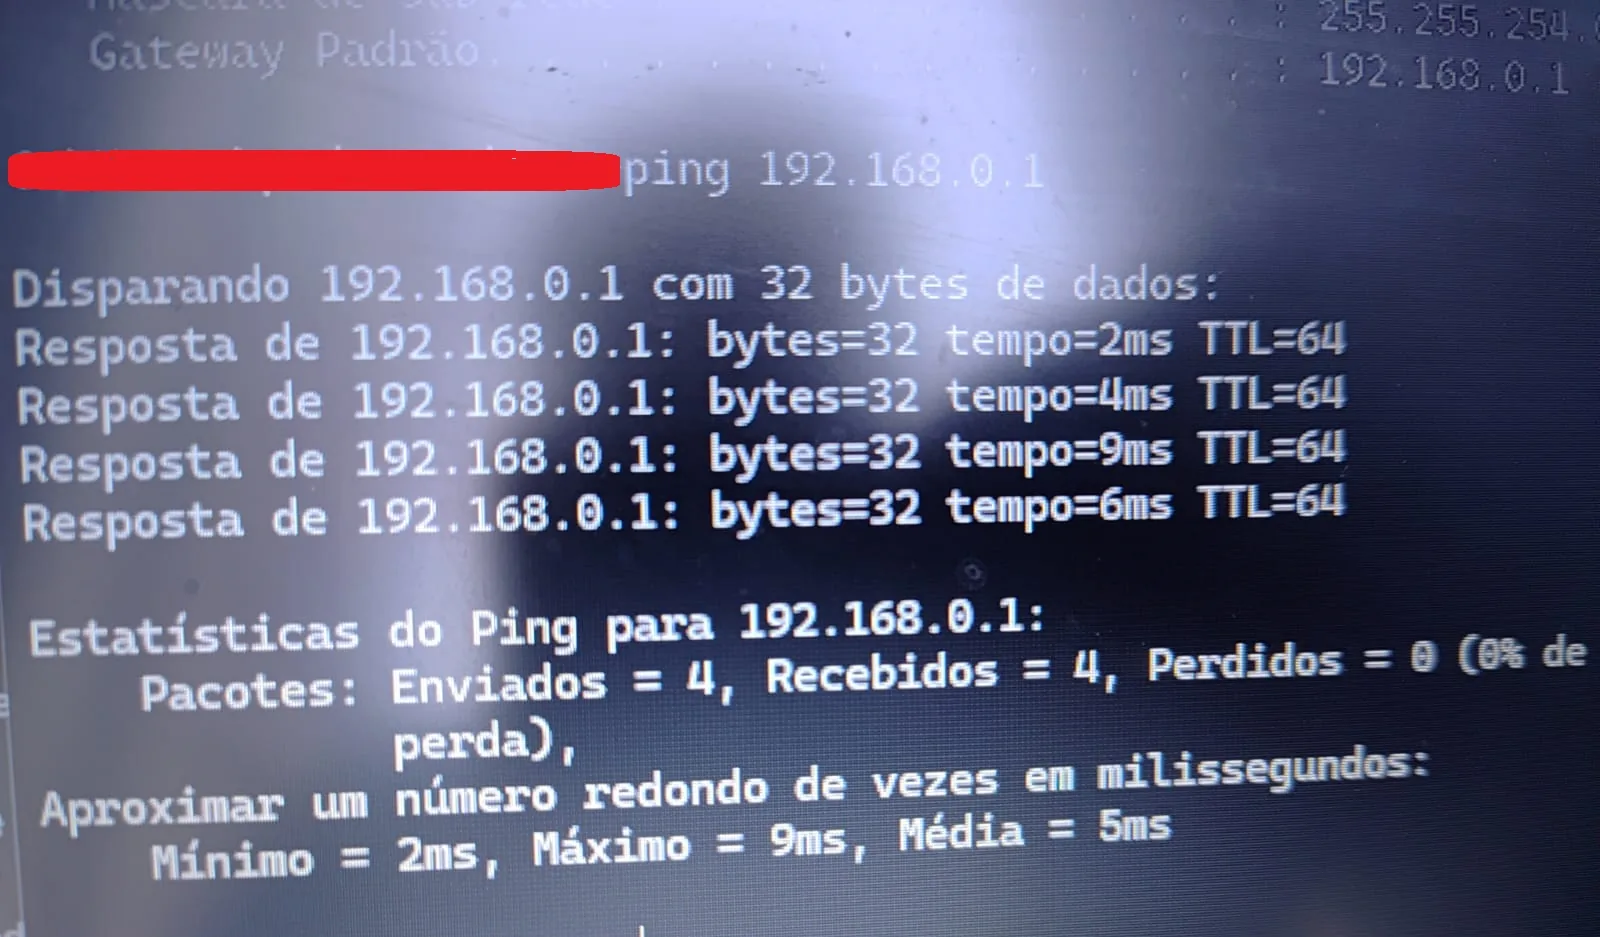 Máscara de Sub-rede . . . . : 255.255.254.
Gateway Padrão. . . . . . . . . . : 192.168.0.1
ping 192.168.0.1
Disparando 192.168.0.1 com 32 bytes de dados:
Resposta de 192.168.0.1: bytes=32 tempo=2ms TTL=64
Resposta de 192.168.0.1: bytes=32 tempo=4ms TTL=64
Resposta de 192.168.0.1: bytes=32 tempo=9ms TTL=64
Resposta de 192.168.0.1: bytes=32 tempo=6ms TTL=64
Estatísticas do Ping para 192.168.0.1:
Pacotes: Enviados = 4, Recebidos = 4, Perdidos = 0 (0% de
perda),
Aproximar um número redondo de vezes em milissegundos:
Mínimo = 2ms, Máximo = 9ms, Média = 5ms